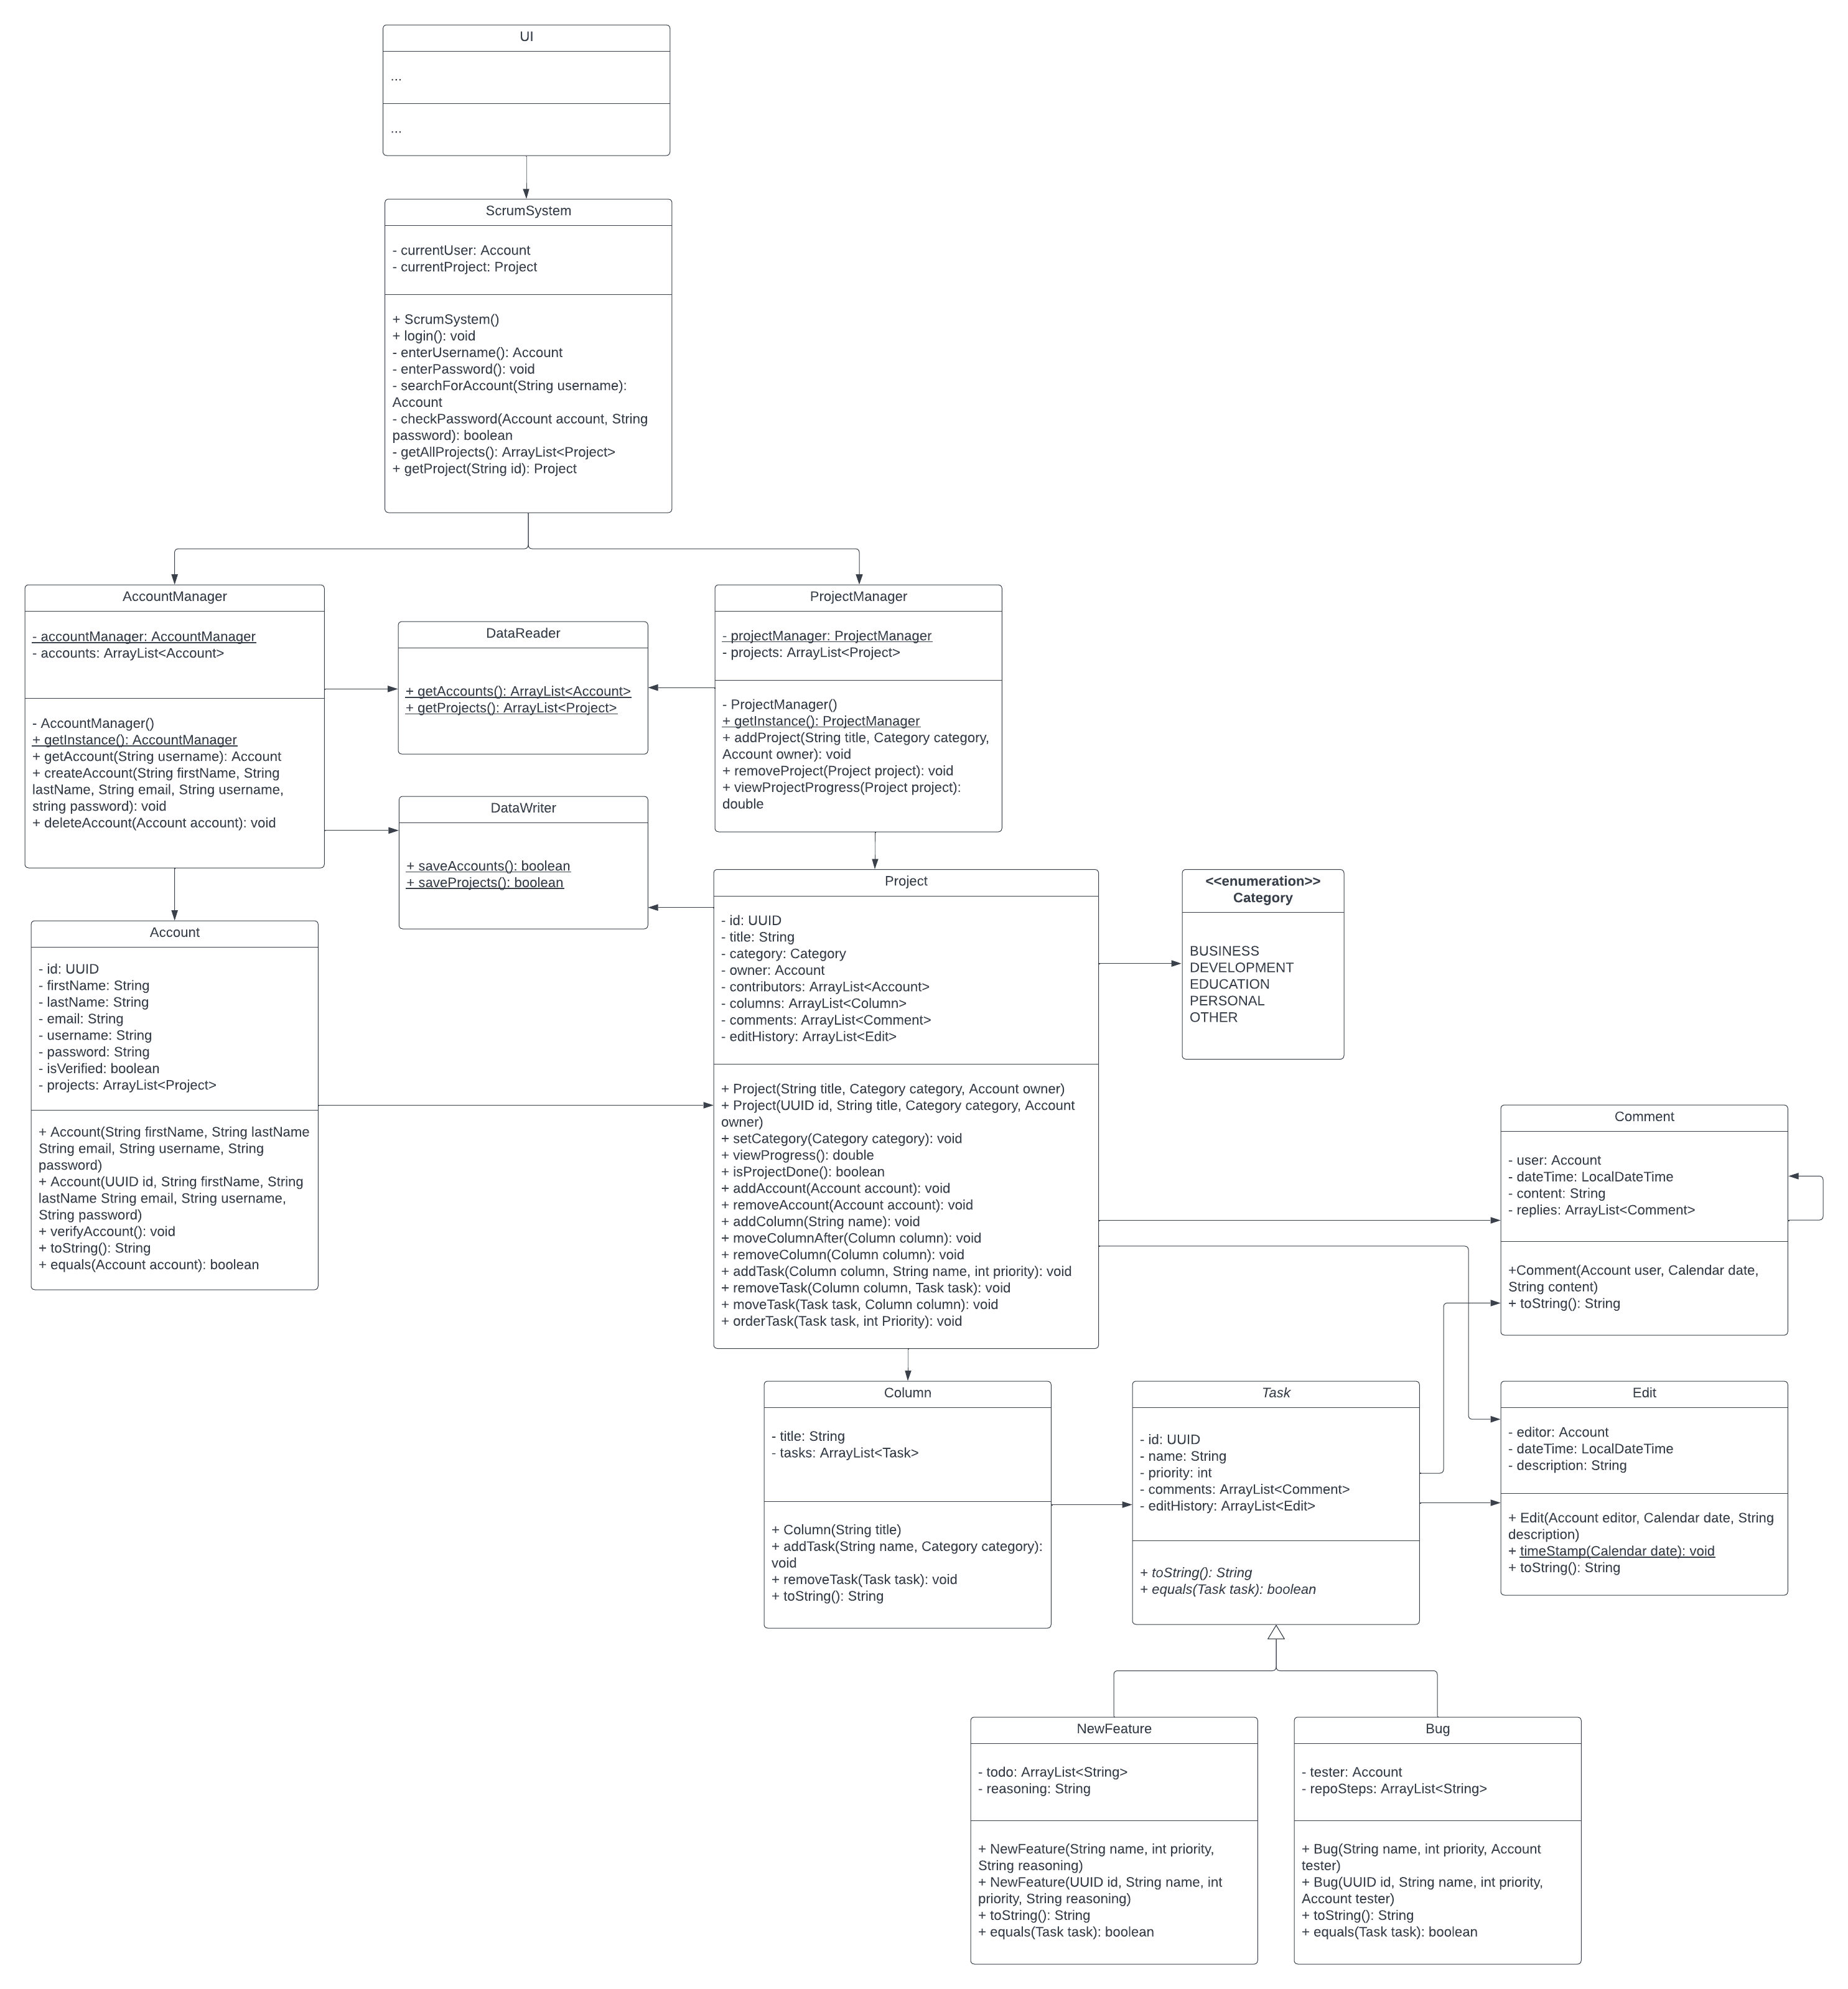 UI
...
...
ScrumSystem
- currentUser: Account
- currentProject: Project
+ ScrumSystem()
+ login(): void
- enterUsername(): Account
- enterPassword(): void
- searchForAccount(String username):
Account
- checkPassword(Account account, String
password): boolean
- getAllProjects(): ArrayList<Project>
+ getProject(String id): Project
AccountManager
- accountManager: AccountManager
- accounts: ArrayList<Account>
- AccountManager()
+ getInstance(): AccountManager
+ getAccount(String username): Account
+ createAccount(String firstName, String
lastName, String email, String username,
string password): void
+ deleteAccount(Account account): void
DataReader
+ getAccounts(): ArrayList<Account>
+ getProjects(): ArrayList<Project>
ProjectManager
- projectManager: ProjectManager
- projects: ArrayList<Project>
- ProjectManager()
+ getInstance(): ProjectManager
+ addProject(String title, Category category,
Account owner): void
+ removeProject(Project project): void
+ viewProjectProgress(Project project):
double
DataWriter
+ saveAccounts(): boolean
+ saveProjects(): boolean
Account
- id: UUID
- firstName: String
- lastName: String
- email: String
- username: String
- password: String
- isVerified: boolean
- projects: ArrayList<Project>
+ Account(String firstName, String lastName
String email, String username, String
password)
+ Account(UUID id, String firstName, String
lastName String email, String username,
String password)
+ verifyAccount(): void
+ toString(): String
+ equals(Account account): boolean
Project
- id: UUID
- title: String
- category: Category
- owner: Account
- contributors: ArrayList<Account>
- columns: ArrayList<Column>
- comments: ArrayList<Comment>
- editHistory: ArrayList<Edit>
+ Project(String title, Category category, Account owner)
+ Project(UUID id, String title, Category category, Account
owner)
+ setCategory(Category category): void
+ viewProgress(): double
+ isProjectDone(): boolean
+ addAccount(Account account): void
+ removeAccount(Account account): void
+ addColumn(String name): void
+ moveColumnAfter(Column column): void
+ removeColumn(Column column): void
+ addTask(Column column, String name, int priority): void
+ removeTask(Column column, Task task): void
+ moveTask(Task task, Column column): void
+ orderTask(Task task, int Priority): void
<<enumeration>>
Category
BUSINESS
DEVELOPMENT
EDUCATION
PERSONAL
OTHER
Comment
- user: Account
- dateTime: LocalDateTime
- content: String
- replies: ArrayList<Comment>
+Comment(Account user, Calendar date,
String content)
+ toString(): String
Column
- title: String
- tasks: ArrayList<Task>
+ Column(String title)
+ addTask(String name, Category category):
void
+ removeTask(Task task): void
+ toString(): String
Task
- id: UUID
- name: String
- priority: int
- comments: ArrayList<Comment>
- editHistory: ArrayList<Edit>
+ toString(): String
+ equals(Task task): boolean
Edit
- editor: Account
- dateTime: LocalDateTime
- description: String
+ Edit(Account editor, Calendar date, String
description)
+ timeStamp(Calendar date): void
+ toString(): String
NewFeature
- todo: ArrayList<String>
- reasoning: String
+ NewFeature(String name, int priority,
String reasoning)
+ NewFeature(UUID id, String name, int
priority, String reasoning)
+ toString(): String
+ equals(Task task): boolean
Bug
- tester: Account
- repoSteps: ArrayList<String>
+ Bug(String name, int priority, Account
tester)
+ Bug(UUID id, String name, int priority,
Account tester)
+ toString(): String
+ equals(Task task): boolean